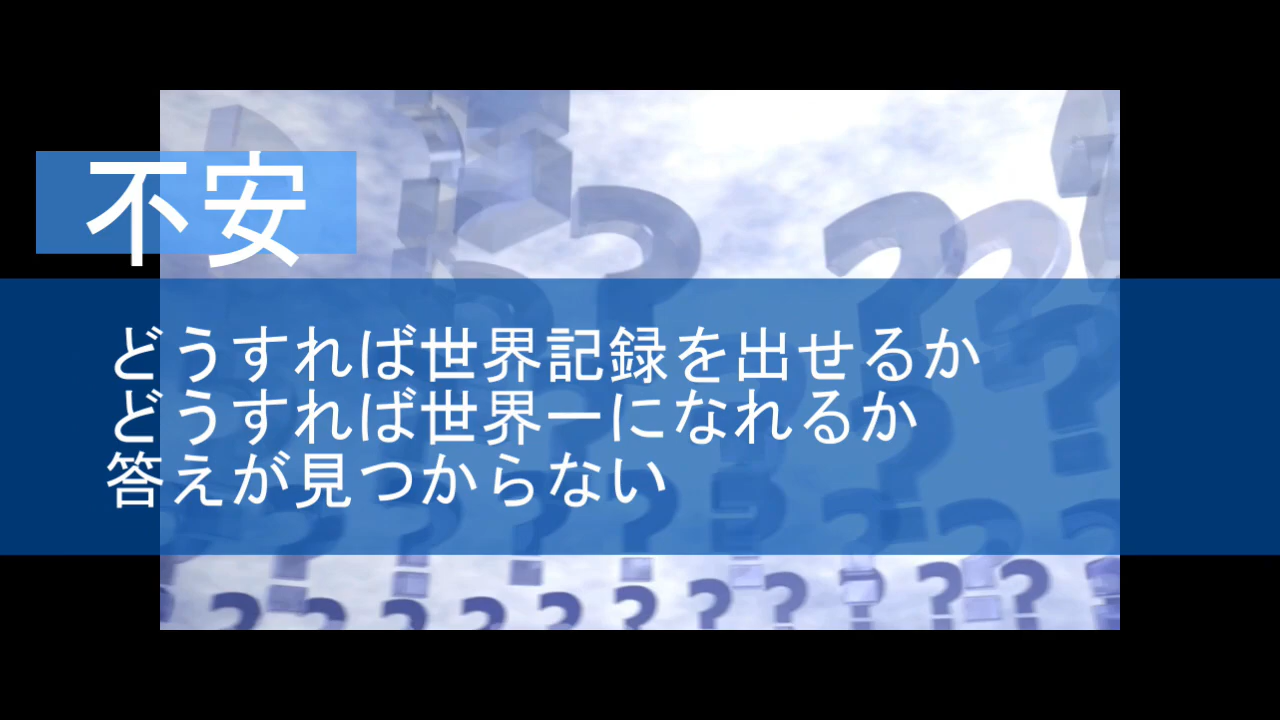 不安
どうすれば世界記録を出せるか
どうすれば世界一になれるか
答えが見つからない